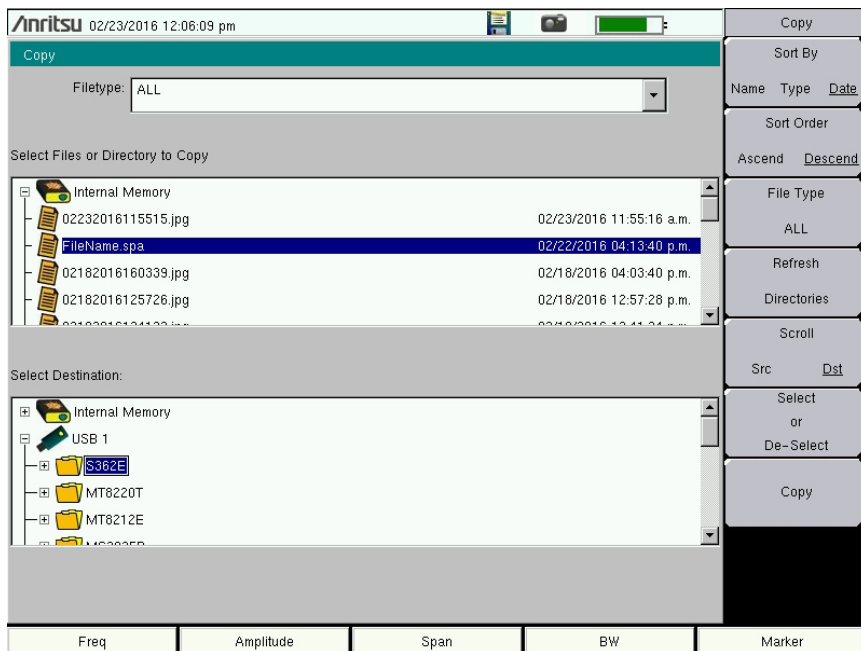 Anritsu 02/23/2016 12:06:09 pm
Copy
Filetype: ALL
Select Files or Directory to Copy
Internal Memory
02232016115515.jpg 02/23/2016 11:55:16 a.m.
FileName.spa 02/22/2016 04:13:40 p.m.
02182016160339.jpg 02/18/2016 04:03:40 p.m.
02182016125726.jpg 02/18/2016 12:57:28 p.m.
Select Destination:
Internal Memory
USB 1
S362E
MT8220T
MT8212E
Copy
Sort By
Name Type Date
Sort Order
Ascend Descend
File Type
ALL
Refresh
Directories
Scroll
Src Dst
Select
or
De-Select
Copy
Freq Amplitude Span BW Marker